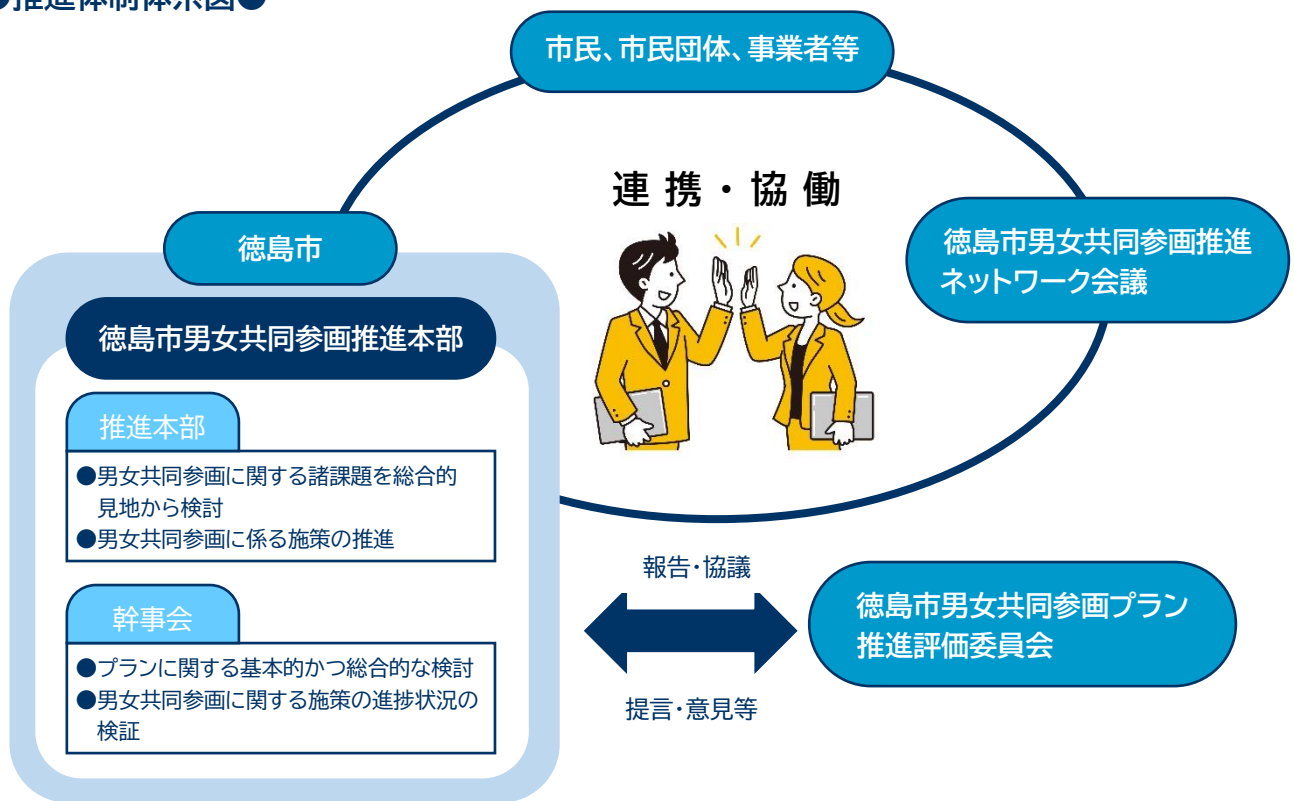 ●推進体制体系図●
市民、市民団体、事業者等
連携・協働
徳島市
徳島市男女共同参画推進
ネットワーク会議
徳島市男女共同参画推進本部
推進本部
●男女共同参画に関する諸課題を総合的
見地から検討
●男女共同参画に係る施策の推進
幹事会
●プランに関する基本的かつ総合的な検討
●男女共同参画に関する施策の進捗状況の
検証
報告・協議
提言・意見等
徳島市男女共同参画プラン
推進評価委員会